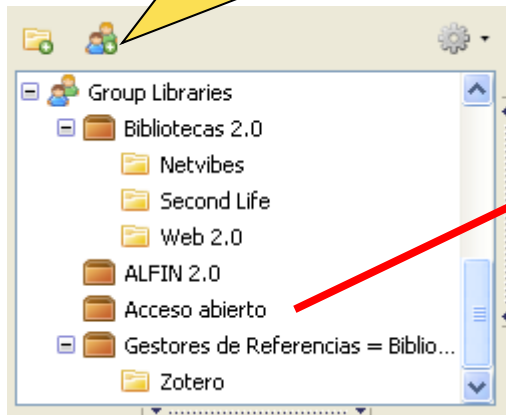 Group Libraries
Bibliotecas 2.0
Netvibes
Second Life
Web 2.0
ALFIN 2.0
Acceso abierto
Gestores de Referencias = Biblio...
Zotero